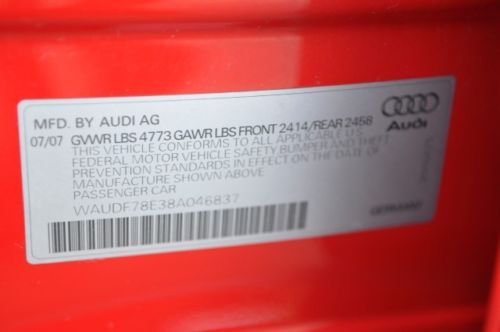 MFD. BY AUDI AG
07/07 GVWR LBS 4773 GAWR LBS FRONT 2414/REAR 2458
THIS VEHICLE CONFORMS TO ALL APPLICABLE U.S.
FEDERAL MOTOR VEHICLE SAFETY BUMPER AND THEFT
PREVENTION STANDARDS IN EFFECT ON THE DATE OF
MANUFACTURE SHOWN ABOVE
PASSENGER CAR
WAUDF78E38A046837
Audi
GERMANY